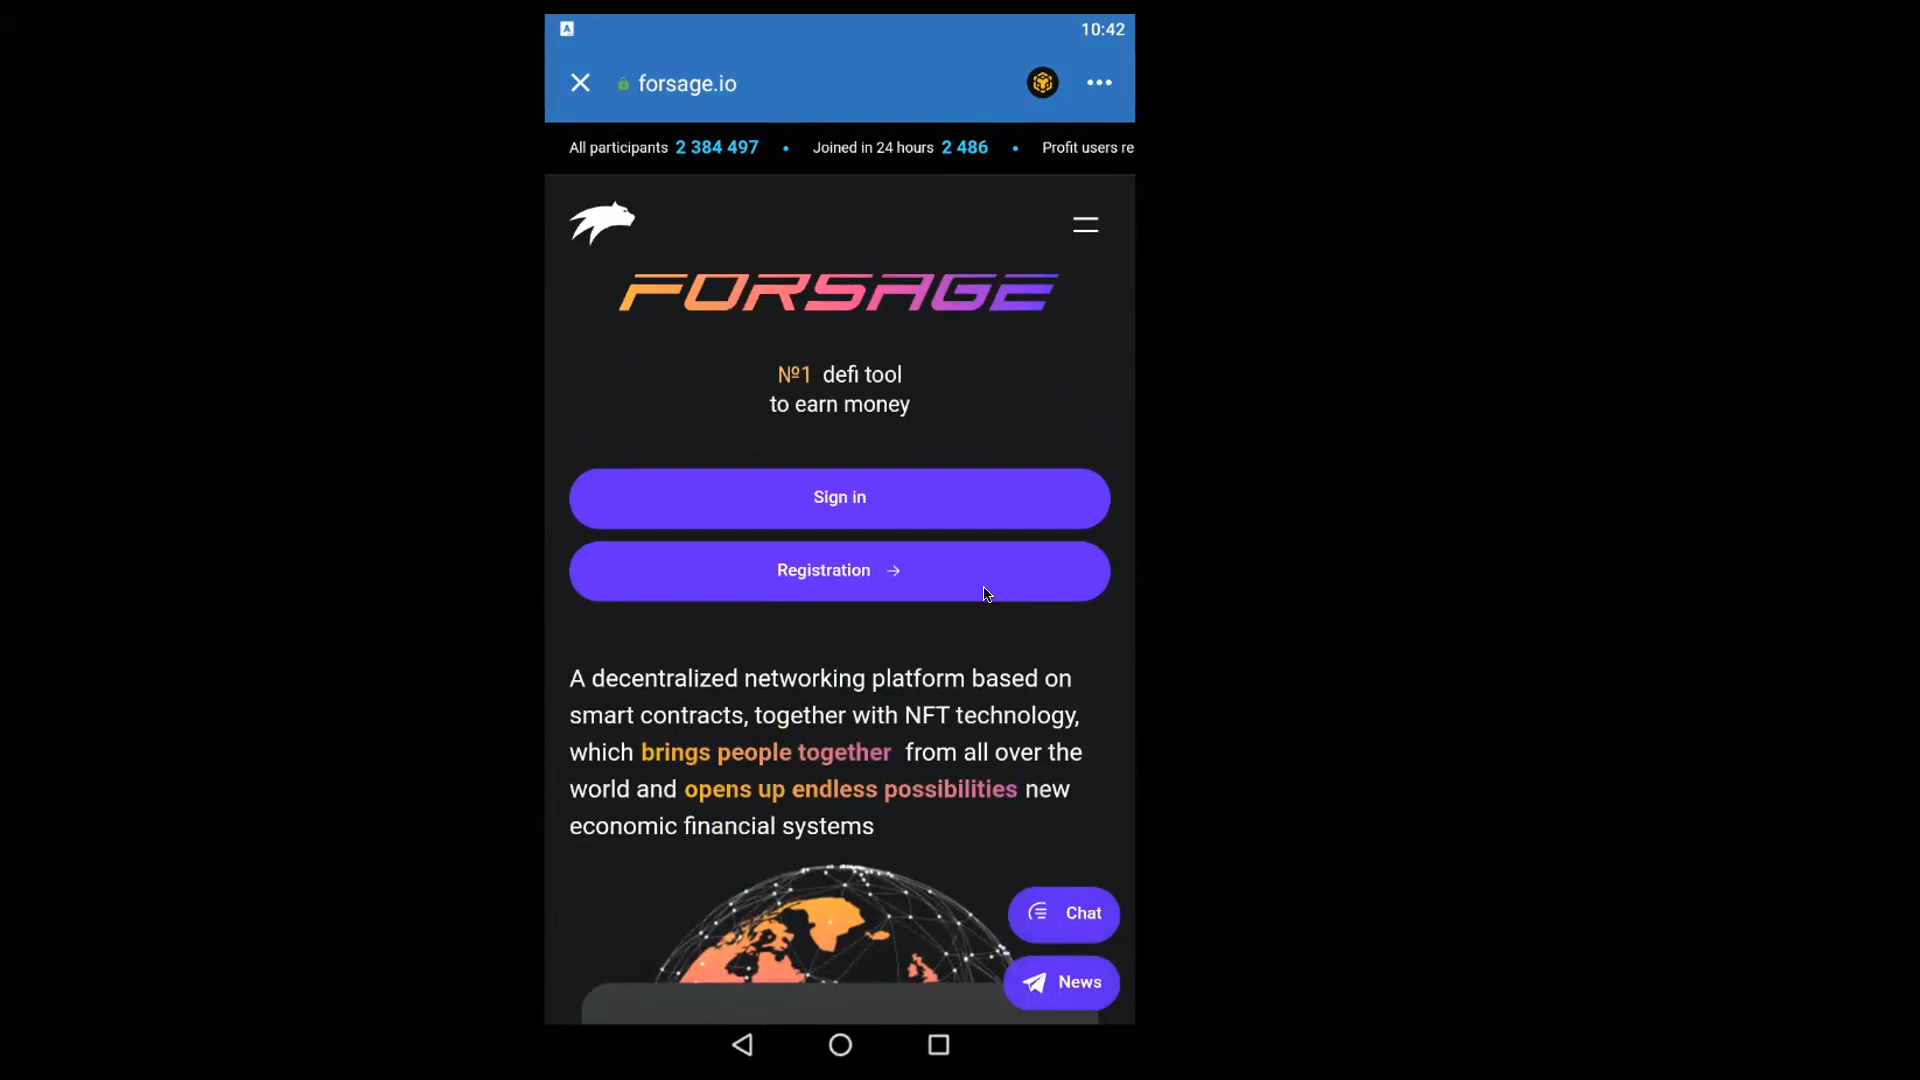 10:42
forsage.io
All participants 2 384 497 • Joined in 24 hours 2 486 • Profit users re
FORSAGE
№1 defi tool
to earn money
Sign in
Registration →
A decentralized networking platform based on
smart contracts, together with NFT technology,
which brings people together from all over the
world and opens up endless possibilities new
economic financial systems
Chat
News